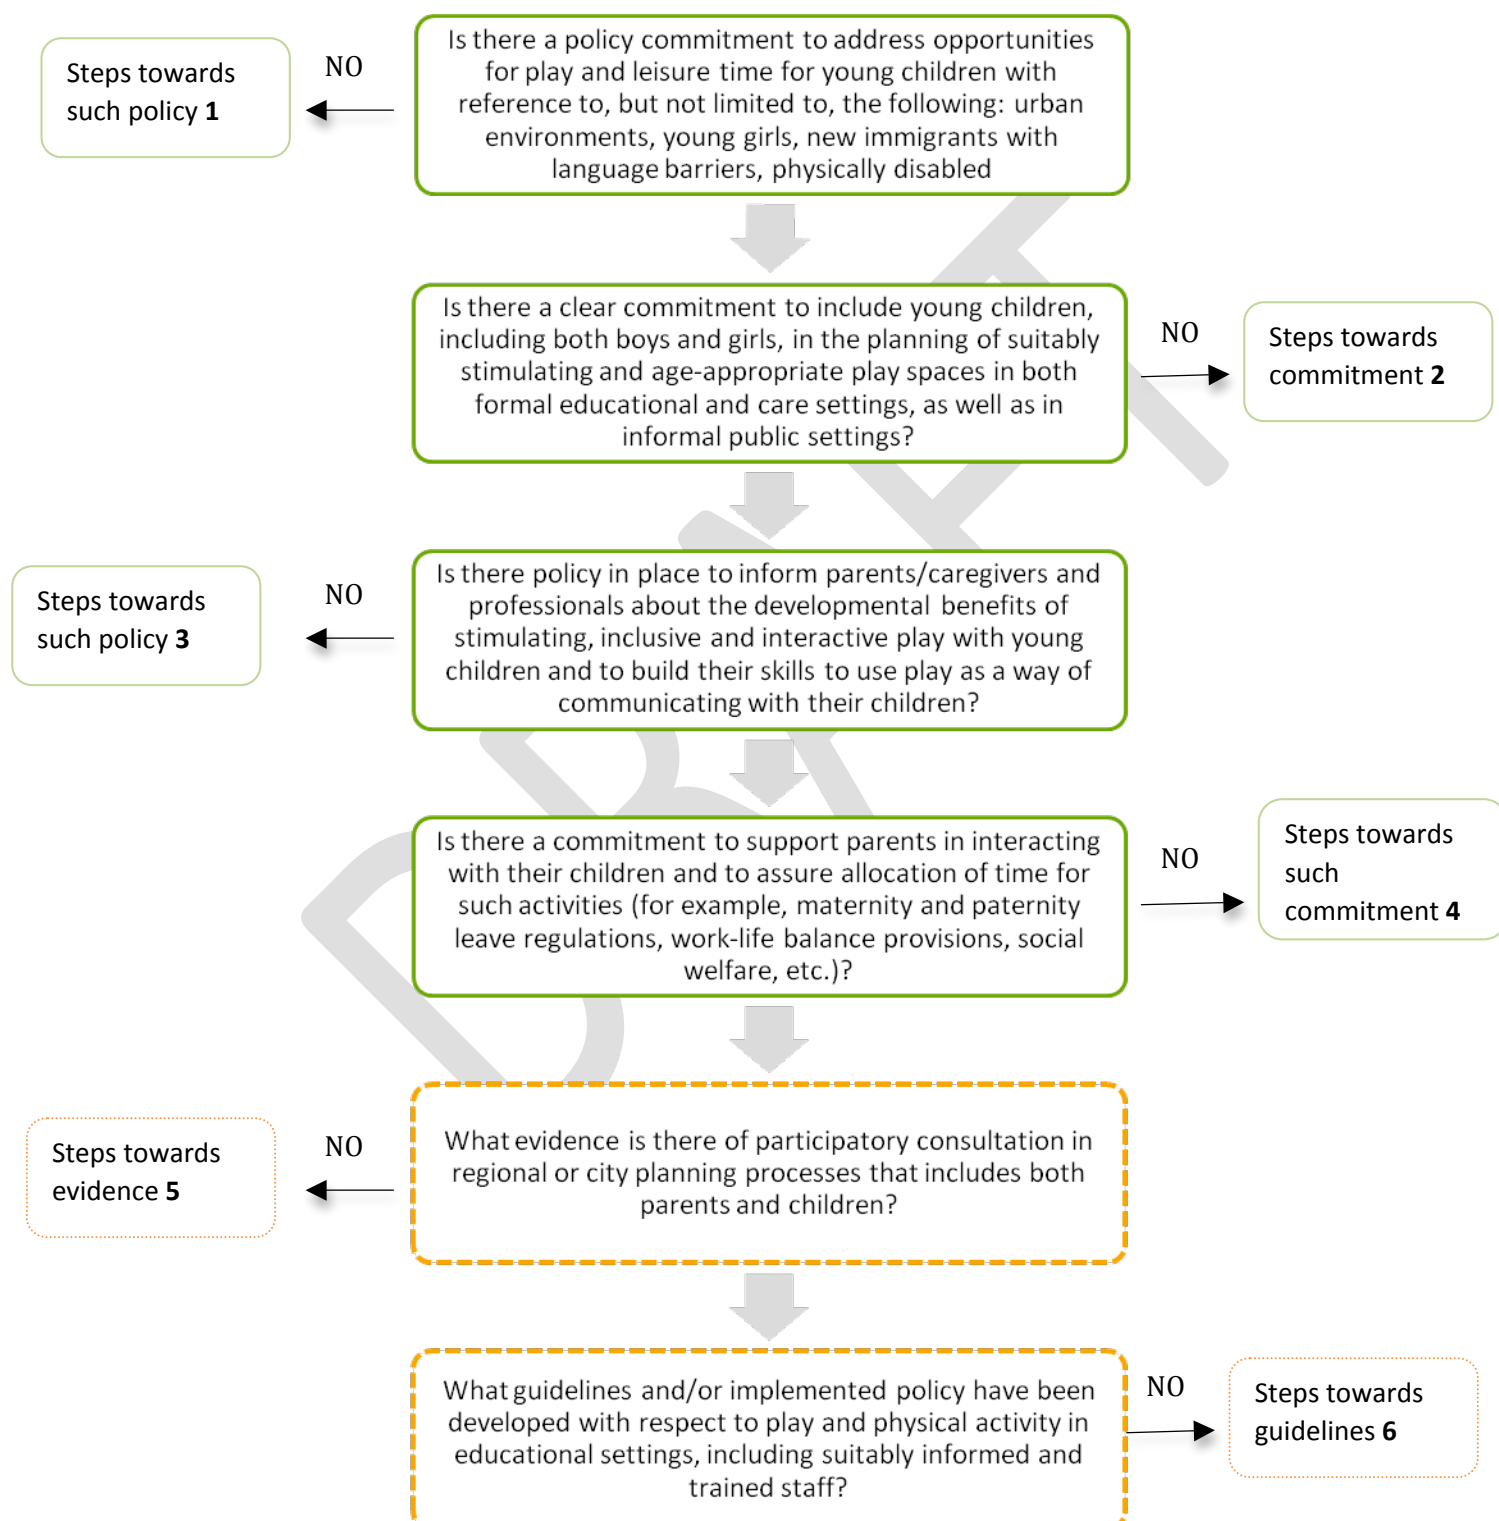 Is there a policy commitment to address opportunities
for play and leisure time for young children with
reference to, but not limited to, the following: urban
environments, young girls, new immigrants with
language barriers, physically disabled
NO
Steps towards
such policy 1
Is there a clear commitment to include young children,
including both boys and girls, in the planning of suitably
stimulating and age-appropriate play spaces in both
formal educational and care settings, as well as in
informal public settings?
NO
Steps towards
commitment 2
Is there policy in place to inform parents/caregivers and
professionals about the developmental benefits of
stimulating, inclusive and interactive play with young
children and to build their skills to use play as a way of
communicating with their children?
NO
Steps towards
such policy 3
Is there a commitment to support parents in interacting
with their children and to assure allocation of time for
such activities (for example, maternity and paternity
leave regulations, work-life balance provisions, social
welfare, etc.)?
NO
Steps towards
such
commitment 4
What evidence is there of participatory consultation in
regional or city planning processes that includes both
parents and children?
NO
Steps towards
evidence 5
What guidelines and/or implemented policy have been
developed with respect to play and physical activity in
educational settings, including suitably informed and
trained staff?
NO
Steps towards
guidelines 6
DRAFT